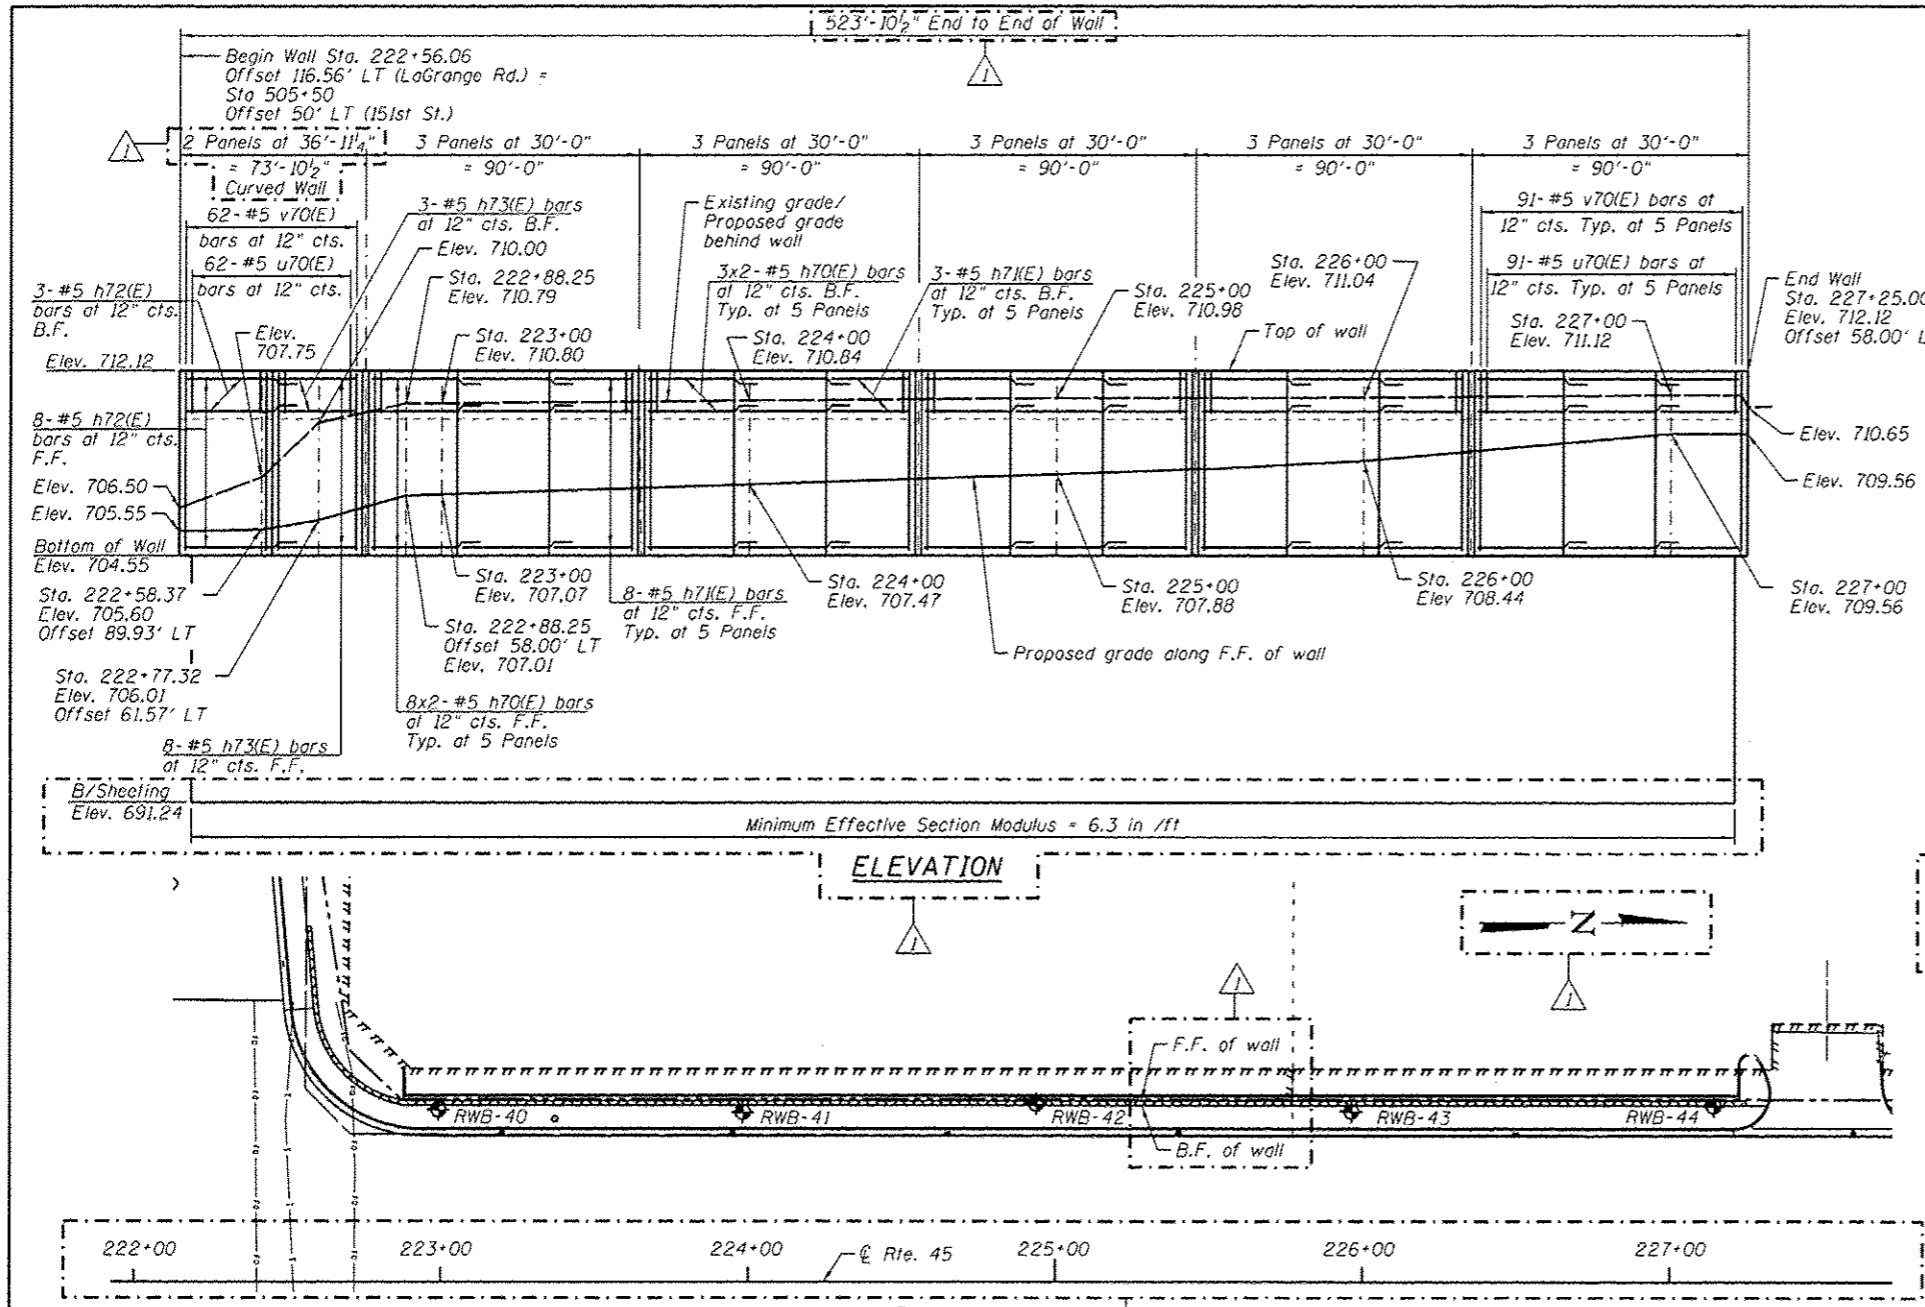 523'-10½" End to End of Wall
1
Begin Wall Sta. 222+56.06
Offset 116.56' LT (LaGrange Rd.) =
Sta 505+50
Offset 50' LT (151st St.)
1
2 Panels at 36'-11¼"
= 73'-10½"
Curved Wall
3 Panels at 30'-0"
= 90'-0"
3 Panels at 30'-0"
= 90'-0"
3 Panels at 30'-0"
= 90'-0"
3 Panels at 30'-0"
= 90'-0"
3 Panels at 30'-0"
= 90'-0"
62-#5 v70(E)
bars at 12" cts.
62-#5 u70(E)
bars at 12" cts.
3-#5 h73(E) bars
at 12" cts. B.F.
Elev. 710.00
Sta. 222+88.25
Elev. 710.79
Sta. 223+00
Elev. 710.80
Existing grade/
Proposed grade
behind wall
3x2-#5 h70(E) bars
at 12" cts. B.F.
Typ. at 5 Panels
Sta. 224+00
Elev. 710.84
3-#5 h71(E) bars
at 12" cts. B.F.
Typ. at 5 Panels
Sta. 225+00
Elev. 710.98
Top of wall
Sta. 226+00
Elev. 711.04
91-#5 v70(E) bars at
12" cts. Typ. at 5 Panels
91-#5 u70(E) bars at
12" cts. Typ. at 5 Panels
Sta. 227+00
Elev. 711.12
End Wall
Sta. 227+25.00
Elev. 712.12
Offset 58.00' L
3-#5 h72(E)
bars at 12" cts.
B.F.
Elev.
707.75
Elev. 712.12
8-#5 h72(E)
bars at 12" cts.
F.F.
Elev. 706.50
Elev. 705.55
Bottom of Wall
Elev. 704.55
Elev. 710.65
Elev. 709.56
Sta. 222+58.37
Elev. 705.60
Offset 89.93' LT
Sta. 222+77.32
Elev. 706.01
Offset 61.57' LT
8-#5 h73(E) bars
at 12" cts. F.F.
Sta. 223+00
Elev. 707.07
Sta. 222+88.25
Offset 58.00' LT
Elev. 707.01
8x2-#5 h70(E) bars
at 12" cts. F.F.
Typ. at 5 Panels
8-#5 h71(E) bars
at 12" cts. F.F.
Typ. at 5 Panels
Sta. 224+00
Elev. 707.47
Proposed grade along F.F. of wall
Sta. 225+00
Elev. 707.88
Sta. 226+00
Elev 708.44
Sta. 227+00
Elev. 709.56
B/Sheeting
Elev. 691.24
Minimum Effective Section Modulus = 6.3 in /ft
ELEVATION
1
N
1
1
F.F. of wall
B.F. of wall
RWB-40
RWB-41
RWB-42
RWB-43
RWB-44
222+00
223+00
224+00
225+00
226+00
227+00
℄ Rte. 45